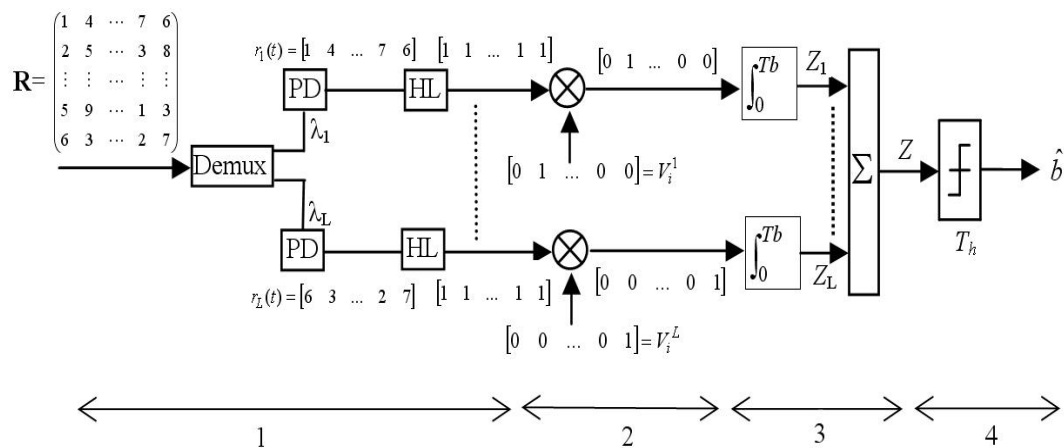 R= (1 4 ⋯ 7 6
2 5 ⋯ 3 8
⋮ ⋮ ⋯ ⋮ ⋮
5 9 ⋯ 1 3
6 3 ⋯ 2 7)
Demux
λ₁
λL
PD
r₁(t) = [1 4 ... 7 6]
HL
[1 1 ... 1 1]
[0 1 ... 0 0]
[0 1 ... 0 0] = Vᵢ¹
∫₀ᵀᵇ
Z₁
PD
r_L(t) = [6 3 ... 2 7]
HL
[1 1 ... 1 1]
[0 0 ... 0 1]
[0 0 ... 0 1] = Vᵢᴸ
∫₀ᵀᵇ
Z_L
Σ
Z
T_h
b̂
1
2
3
4